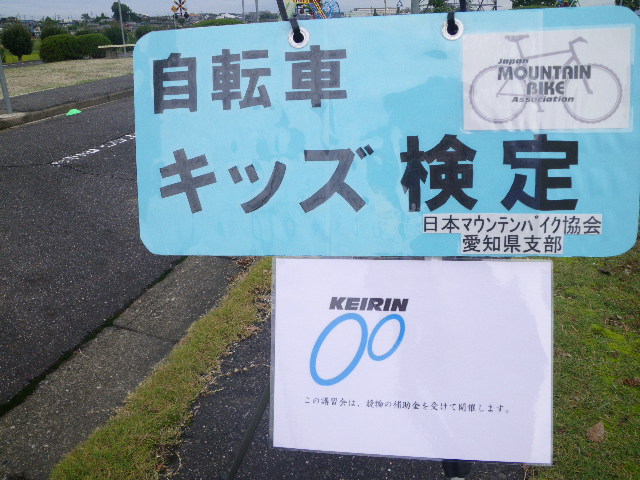 自転車
キッズ検定
Japan
MOUNTAIN
BIKE
Association
日本マウンテンバイク協会
愛知県支部
KEIRIN
この講習会は、競輪の補助金を受けて開催します。